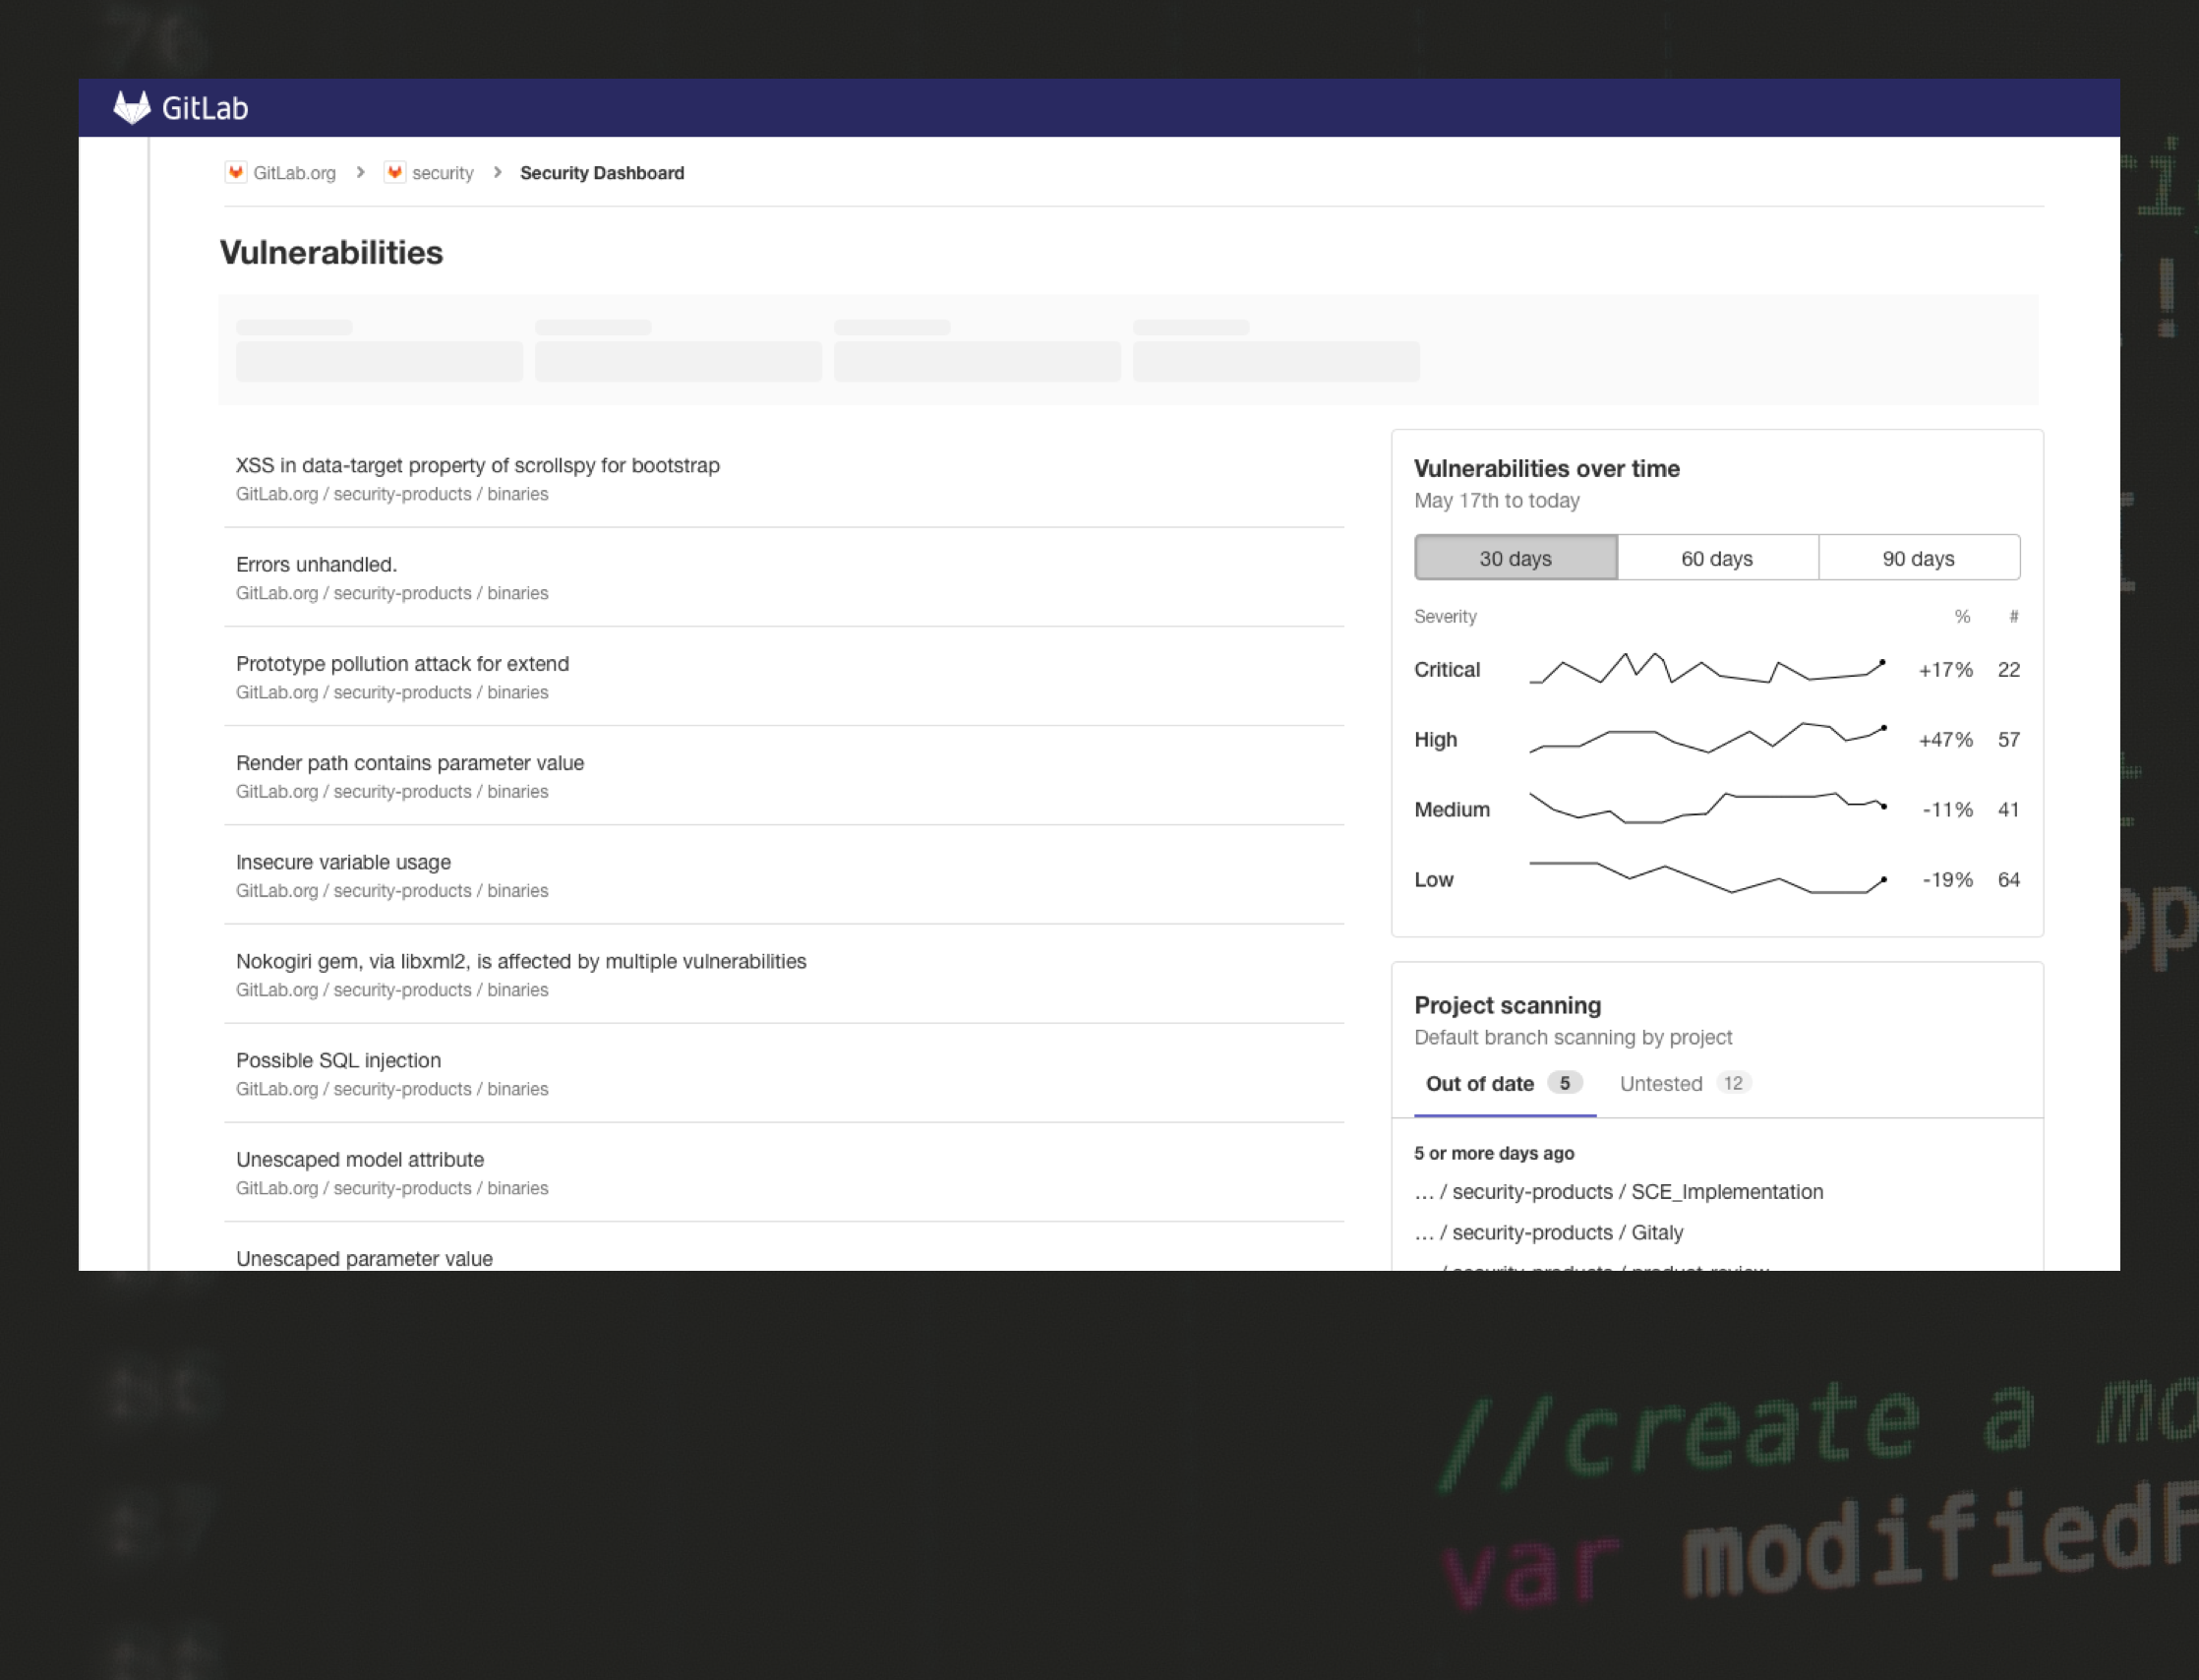 76
GitLab
GitLab.org > security > Security Dashboard
Vulnerabilities
XSS in data-target property of scrollspy for bootstrap
GitLab.org / security-products / binaries
Errors unhandled.
GitLab.org / security-products / binaries
Prototype pollution attack for extend
GitLab.org / security-products / binaries
Render path contains parameter value
GitLab.org / security-products / binaries
Insecure variable usage
GitLab.org / security-products / binaries
Nokogiri gem, via libxml2, is affected by multiple vulnerabilities
GitLab.org / security-products / binaries
Possible SQL injection
GitLab.org / security-products / binaries
Unescaped model attribute
GitLab.org / security-products / binaries
Unescaped parameter value
Vulnerabilities over time
May 17th to today
30 days 60 days 90 days
Severity % #
Critical +17% 22
High +47% 57
Medium -11% 41
Low -19% 64
Project scanning
Default branch scanning by project
Out of date 5 Untested 12
5 or more days ago
... / security-products / SCE_Implementation
... / security-products / Gitaly
/ security-products / product-review
//create a mo
var modifiedF